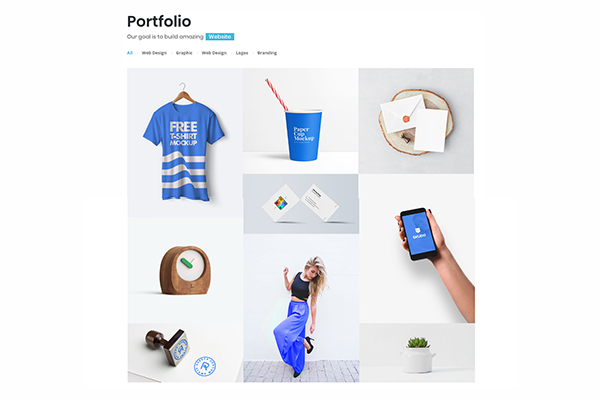 Portfolio
Our goal is to build amazing Website
All Web Design Graphic Web Design Logos Branding
FREE
T-SHIRT
MOCKUP
Paper
Cup
Mockup